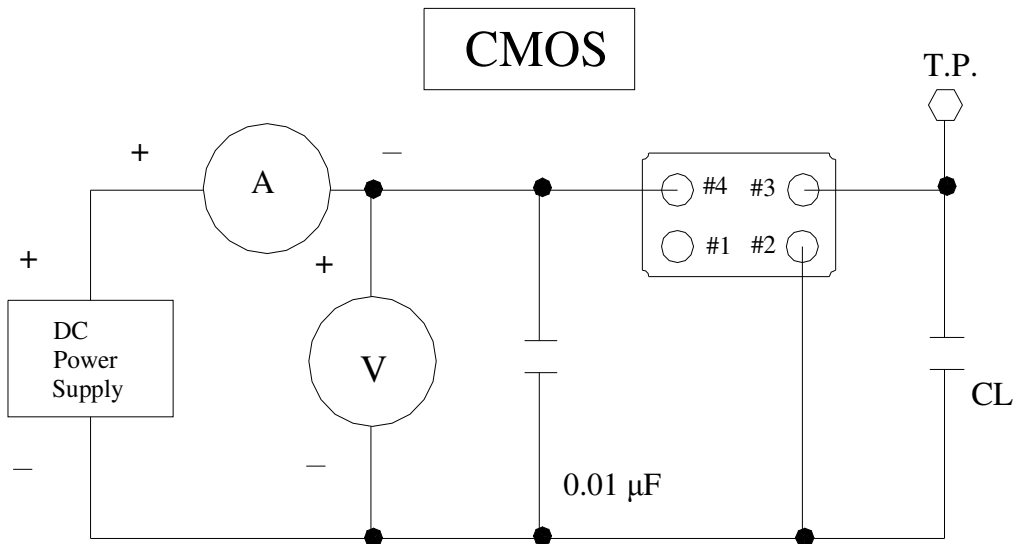 CMOS
T.P.
+
A
_
#4 #3
+
+
#1 #2
DC
Power
Supply
V
CL
_
_
0.01 μF